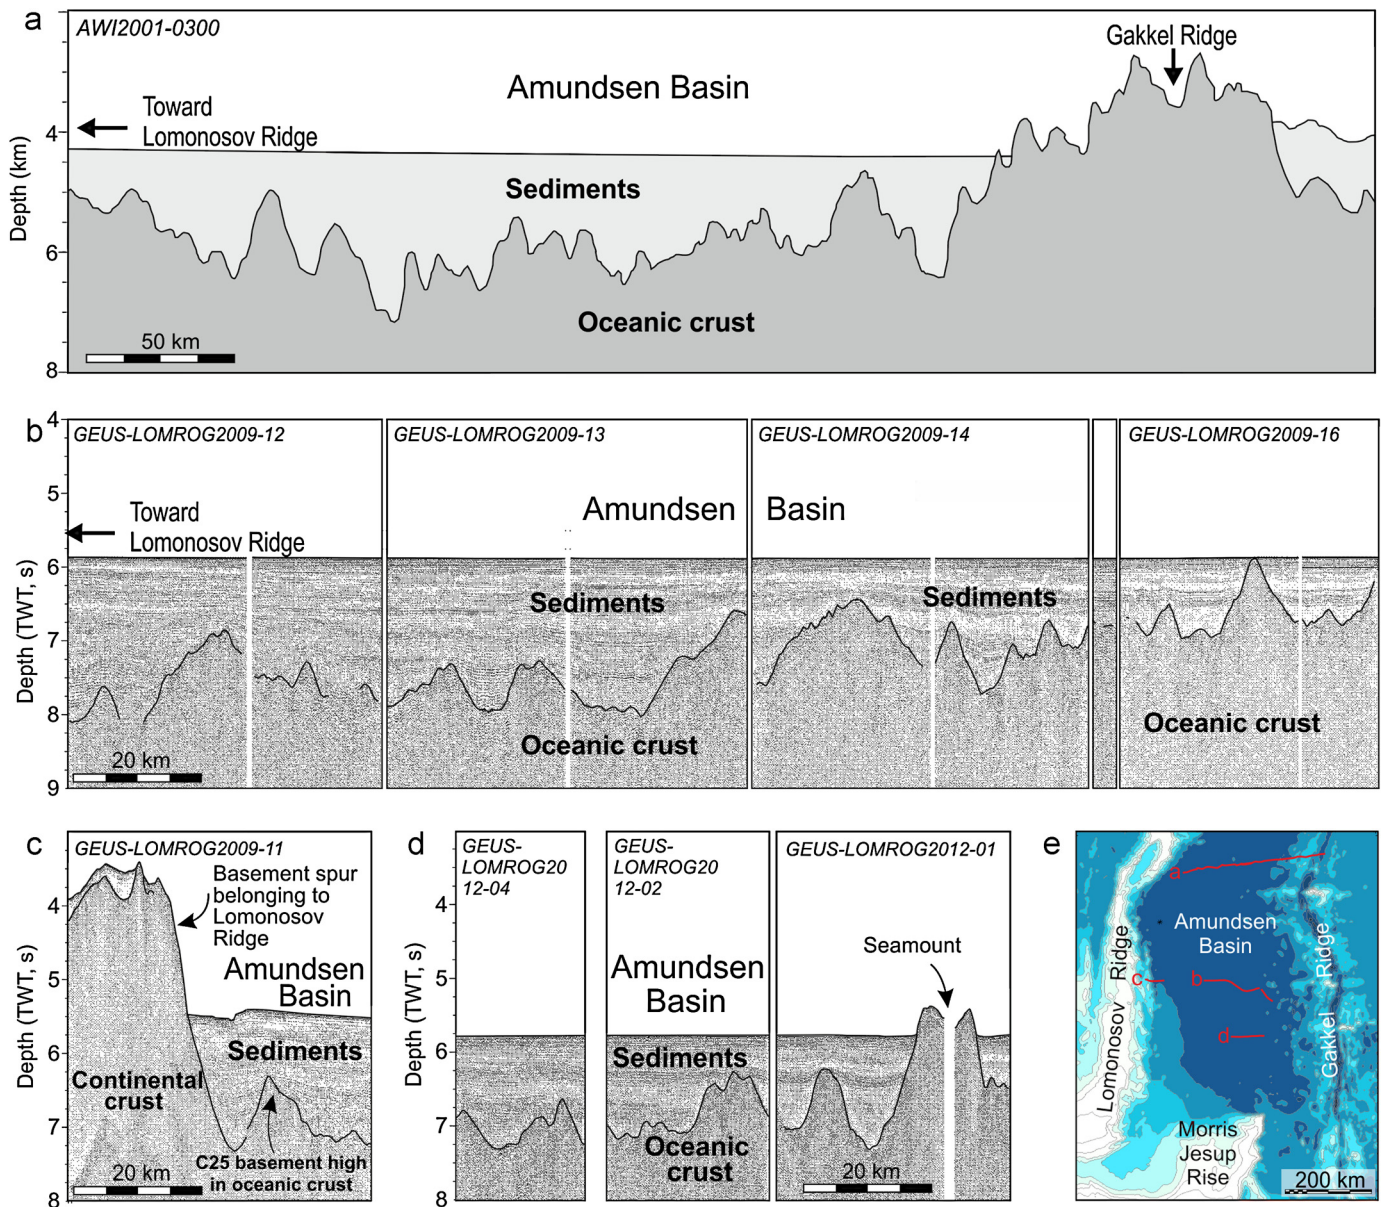 a
AWI2001-0300
Gakkel Ridge
Amundsen Basin
Toward
Lomonosov Ridge
4
Sediments
6
Oceanic crust
50 km
8
Depth (km)
b
4
GEUS-LOMROG2009-12
GEUS-LOMROG2009-13
GEUS-LOMROG2009-14
GEUS-LOMROG2009-16
5
Toward
Lomonosov Ridge
Amundsen Basin
6
Sediments
Sediments
7
8
Oceanic crust
Oceanic crust
20 km
9
Depth (TWT, s)
c
GEUS-LOMROG2009-11
Basement spur
belonging to
Lomonosov
Ridge
4
Amundsen
Basin
5
Sediments
6
Continental
crust
7
C25 basement high
in oceanic crust
20 km
8
Depth (TWT, s)
d
GEUS-
LOMROG20
12-04
GEUS-
LOMROG20
12-02
GEUS-LOMROG2012-01
4
Seamount
Amundsen
Basin
5
Sediments
6
7
Oceanic
crust
20 km
8
Depth (TWT, s)
e
a
Amundsen
Basin
c
b
d
Lomonosov Ridge
Gakkel Ridge
Morris
Jesup
Rise
200 km